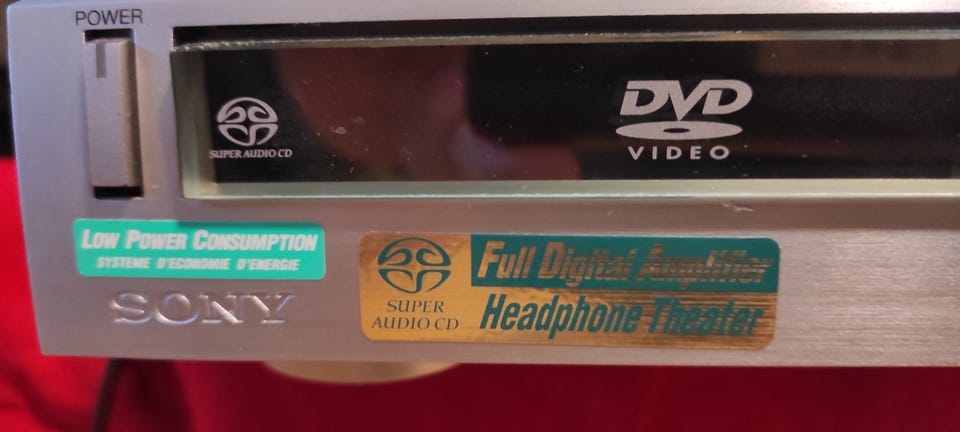 POWER
SUPER AUDIO CD
DVD
VIDEO
LOW POWER CONSUMPTION
SYSTEME D'ECONOMIE D'ENERGIE
SONY
SUPER
AUDIO CD
Full Digital Amplifier
Headphone Theater